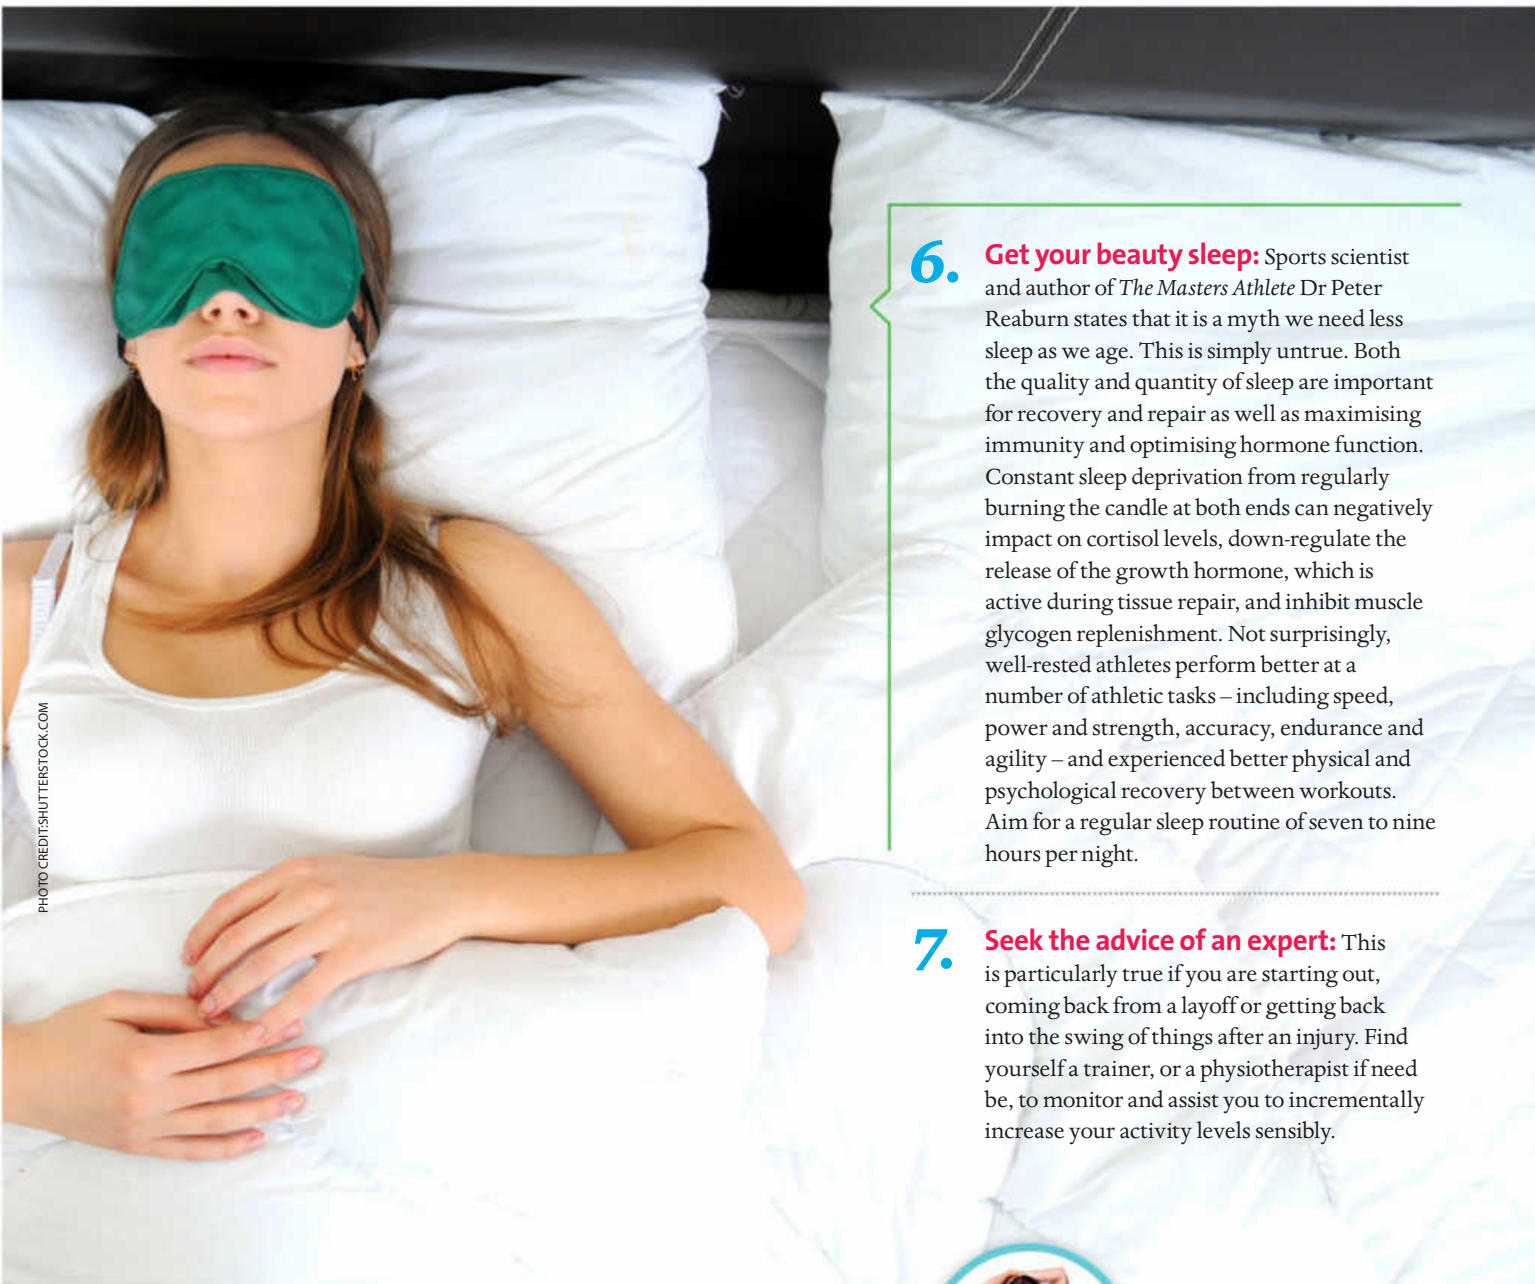 6.
Get your beauty sleep: Sports scientist
and author of The Masters Athlete Dr Peter
Reaburn states that it is a myth we need less
sleep as we age. This is simply untrue. Both
the quality and quantity of sleep are important
for recovery and repair as well as maximising
immunity and optimising hormone function.
Constant sleep deprivation from regularly
burning the candle at both ends can negatively
impact on cortisol levels, down-regulate the
release of the growth hormone, which is
active during tissue repair, and inhibit muscle
glycogen replenishment. Not surprisingly,
well-rested athletes perform better at a
number of athletic tasks – including speed,
power and strength, accuracy, endurance and
agility – and experienced better physical and
psychological recovery between workouts.
Aim for a regular sleep routine of seven to nine
hours per night.
7.
Seek the advice of an expert: This
is particularly true if you are starting out,
coming back from a layoff or getting back
into the swing of things after an injury. Find
yourself a trainer, or a physiotherapist if need
be, to monitor and assist you to incrementally
increase your activity levels sensibly.
PHOTO CREDIT:SHUTTERSTOCK.COM